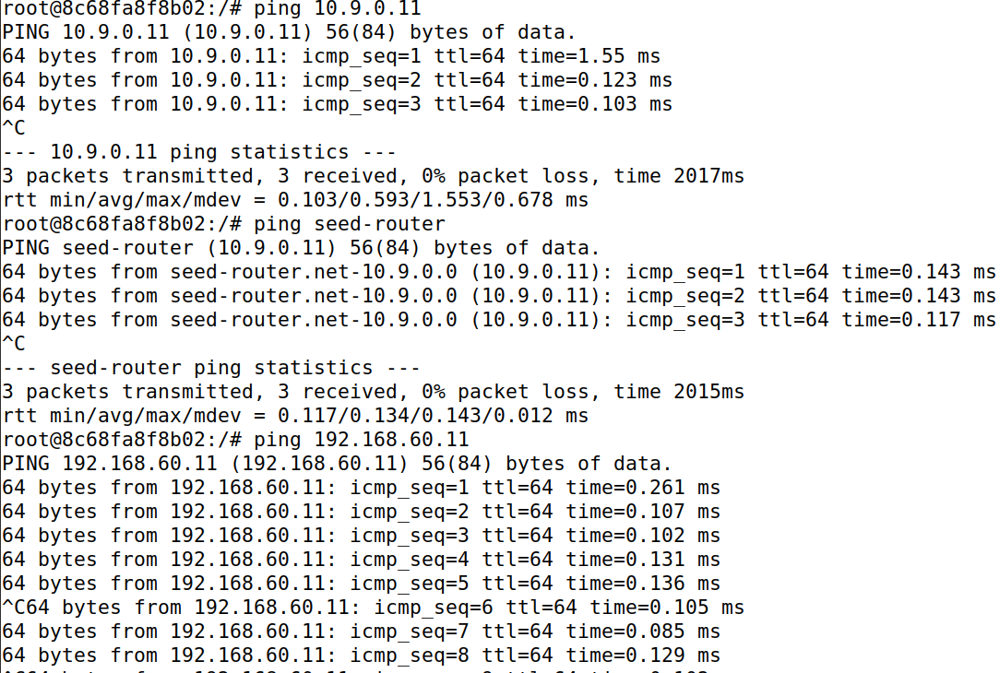 root@8c68fa8f8b02:/# ping 10.9.0.11
PING 10.9.0.11 (10.9.0.11) 56(84) bytes of data.
64 bytes from 10.9.0.11: icmp_seq=1 ttl=64 time=1.55 ms
64 bytes from 10.9.0.11: icmp_seq=2 ttl=64 time=0.123 ms
64 bytes from 10.9.0.11: icmp_seq=3 ttl=64 time=0.103 ms
^C
--- 10.9.0.11 ping statistics ---
3 packets transmitted, 3 received, 0% packet loss, time 2017ms
rtt min/avg/max/mdev = 0.103/0.593/1.553/0.678 ms
root@8c68fa8f8b02:/# ping seed-router
PING seed-router (10.9.0.11) 56(84) bytes of data.
64 bytes from seed-router.net-10.9.0.0 (10.9.0.11): icmp_seq=1 ttl=64 time=0.143 ms
64 bytes from seed-router.net-10.9.0.0 (10.9.0.11): icmp_seq=2 ttl=64 time=0.143 ms
64 bytes from seed-router.net-10.9.0.0 (10.9.0.11): icmp_seq=3 ttl=64 time=0.117 ms
^C
--- seed-router ping statistics ---
3 packets transmitted, 3 received, 0% packet loss, time 2015ms
rtt min/avg/max/mdev = 0.117/0.134/0.143/0.012 ms
root@8c68fa8f8b02:/# ping 192.168.60.11
PING 192.168.60.11 (192.168.60.11) 56(84) bytes of data.
64 bytes from 192.168.60.11: icmp_seq=1 ttl=64 time=0.261 ms
64 bytes from 192.168.60.11: icmp_seq=2 ttl=64 time=0.107 ms
64 bytes from 192.168.60.11: icmp_seq=3 ttl=64 time=0.102 ms
64 bytes from 192.168.60.11: icmp_seq=4 ttl=64 time=0.131 ms
64 bytes from 192.168.60.11: icmp_seq=5 ttl=64 time=0.136 ms
^C64 bytes from 192.168.60.11: icmp_seq=6 ttl=64 time=0.105 ms
64 bytes from 192.168.60.11: icmp_seq=7 ttl=64 time=0.085 ms
64 bytes from 192.168.60.11: icmp_seq=8 ttl=64 time=0.129 ms